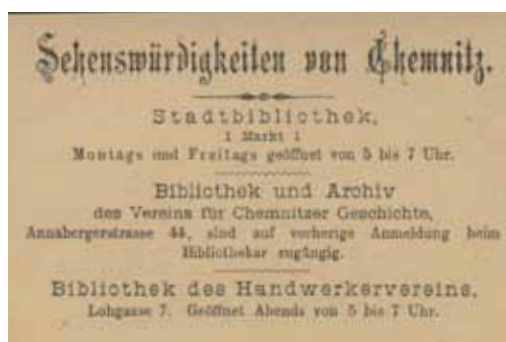 Sehenswürdigkeiten von Chemnitz.
Stadtbibliothek,
1 Markt 1
Montags und Freitags geöffnet von 5 bis 7 Uhr.
Bibliothek und Archiv
des Vereins für Chemnitzer Geschichte,
Annabergerstrasse 44, sind auf vorherige Anmeldung beim
Bibliothekar zugängig.
Bibliothek des Handwerkervereins,
Lohgasse 7. Geöffnet Abends von 5 bis 7 Uhr.